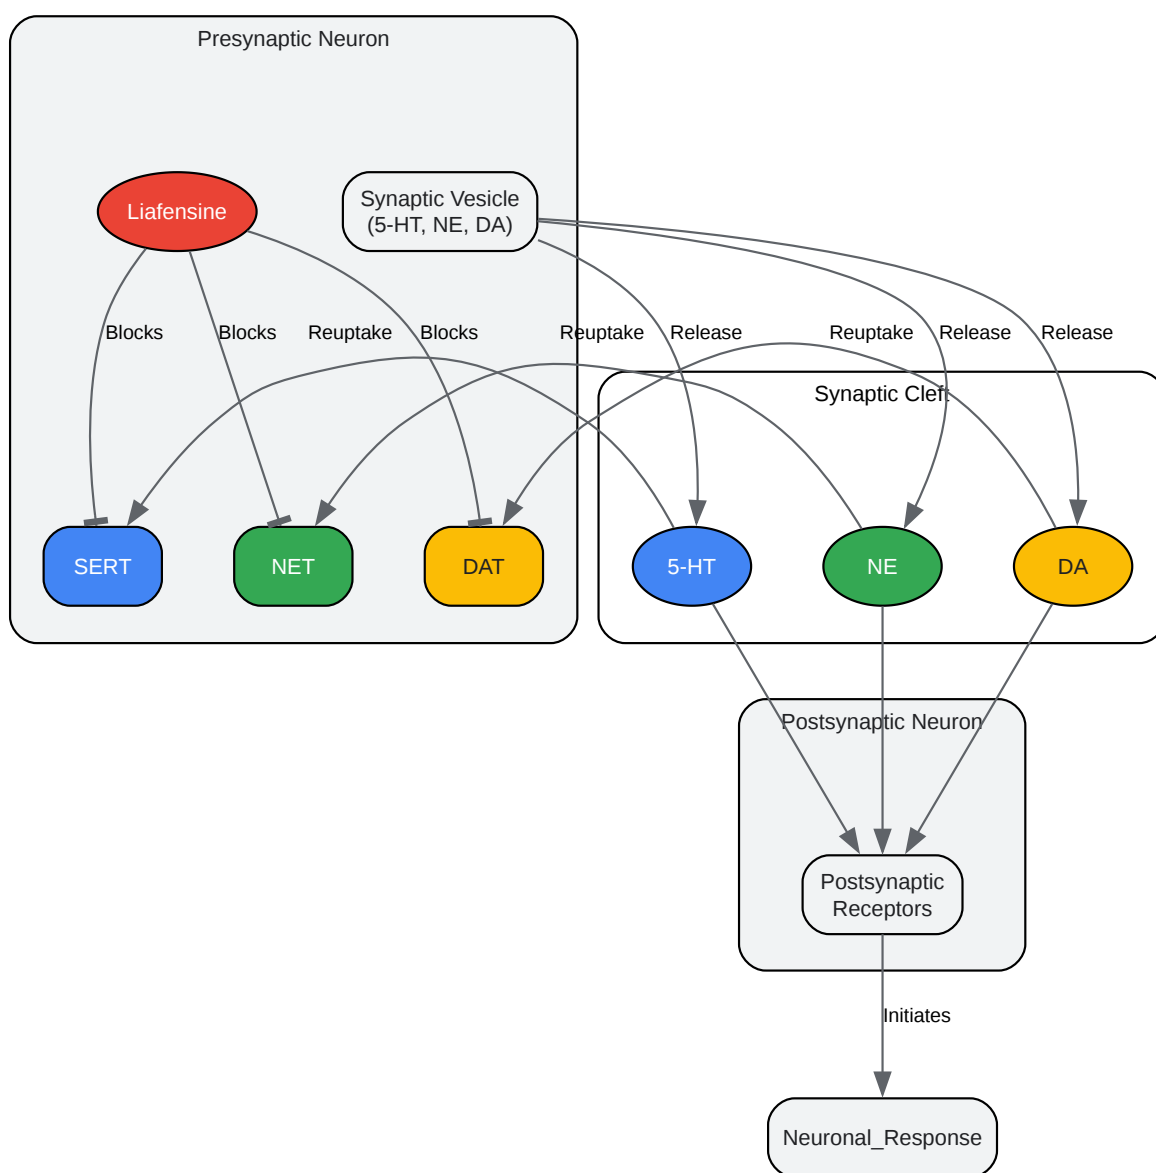 Presynaptic Neuron
Liafensine
Synaptic Vesicle
(5-HT, NE, DA)
Blocks
Blocks
Reuptake
Blocks
Reuptake
Release
Reuptake
Release
Release
Synaptic Cleft
SERT
NET
DAT
5-HT
NE
DA
Postsynaptic Neuron
Postsynaptic
Receptors
Initiates
Neuronal_Response